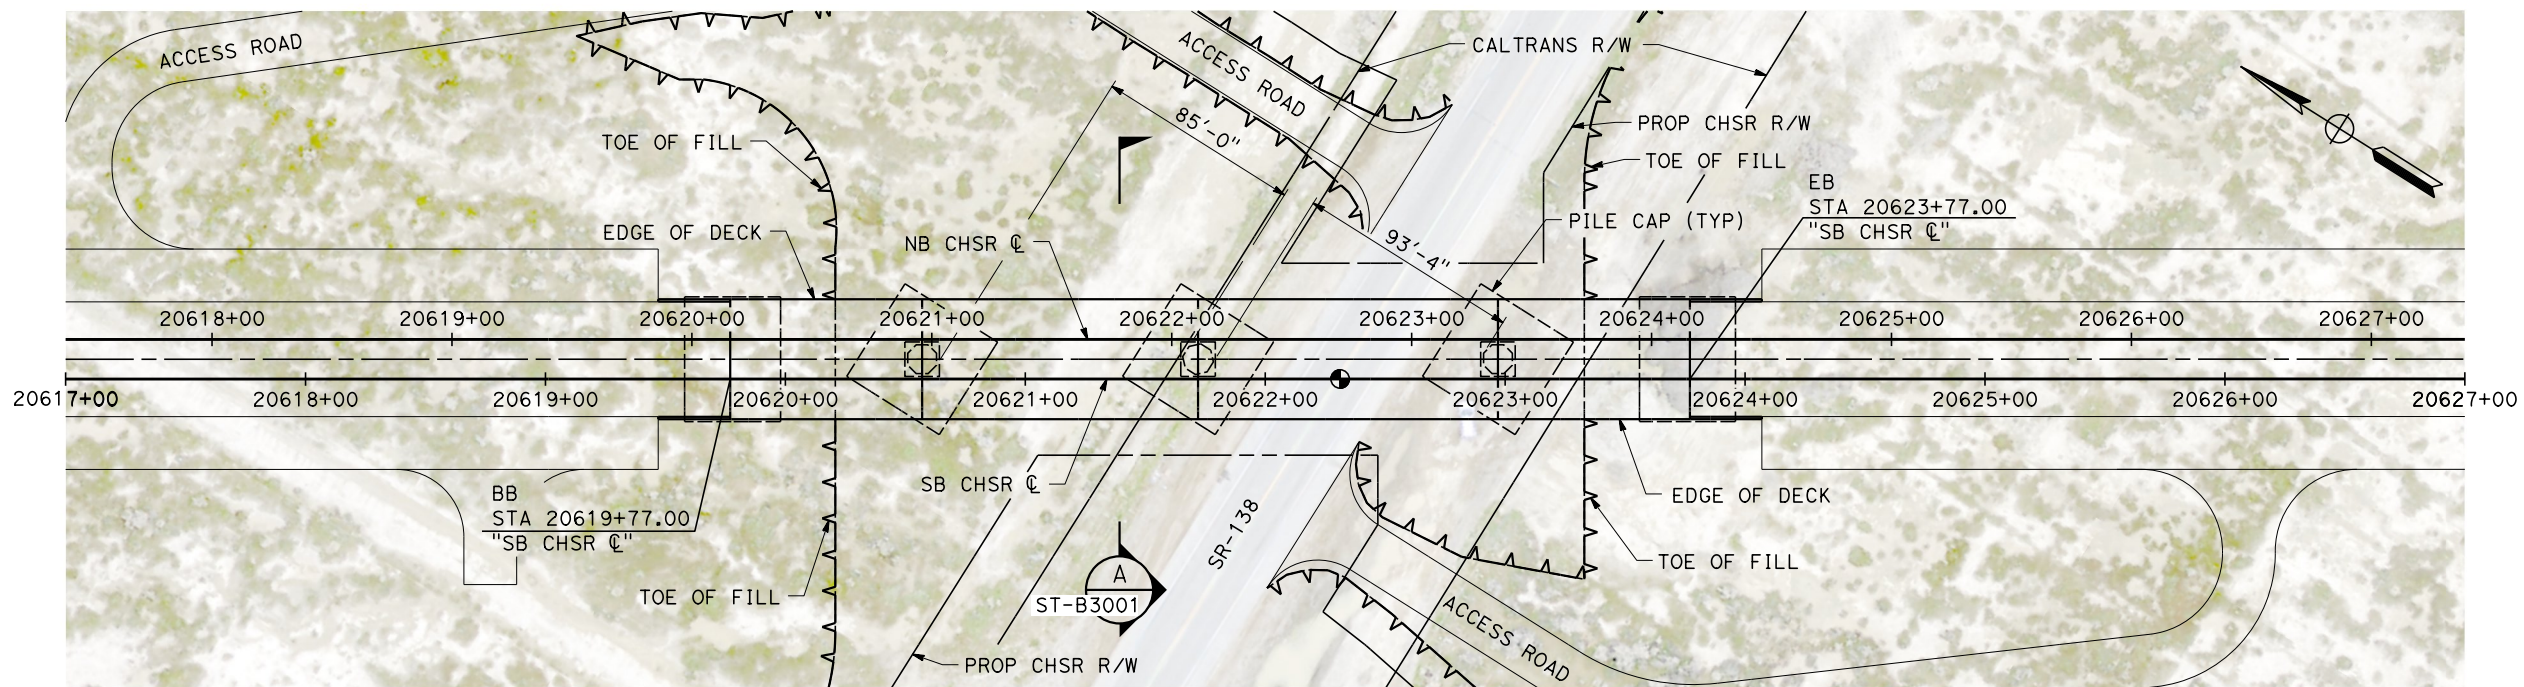 ACCESS ROAD
ACCESS ROAD
CALTRANS R/W
85'-0"
PROP CHSR R/W
TOE OF FILL
TOE OF FILL
EB
STA 20623+77.00
"SB CHSR ℄"
PILE CAP (TYP)
EDGE OF DECK
NB CHSR ℄
93'-4"
20618+00 20619+00 20620+00 20621+00 20622+00 20623+00 20624+00 20625+00 20626+00 20627+00
20617+00 20618+00 20619+00 20620+00 20621+00 20622+00 20623+00 20624+00 20625+00 20626+00 20627+00
SB CHSR ℄
BB
STA 20619+77.00
"SB CHSR ℄"
EDGE OF DECK
SR-138
TOE OF FILL
TOE OF FILL
A
ST-B3001
ACCESS ROAD
PROP CHSR R/W